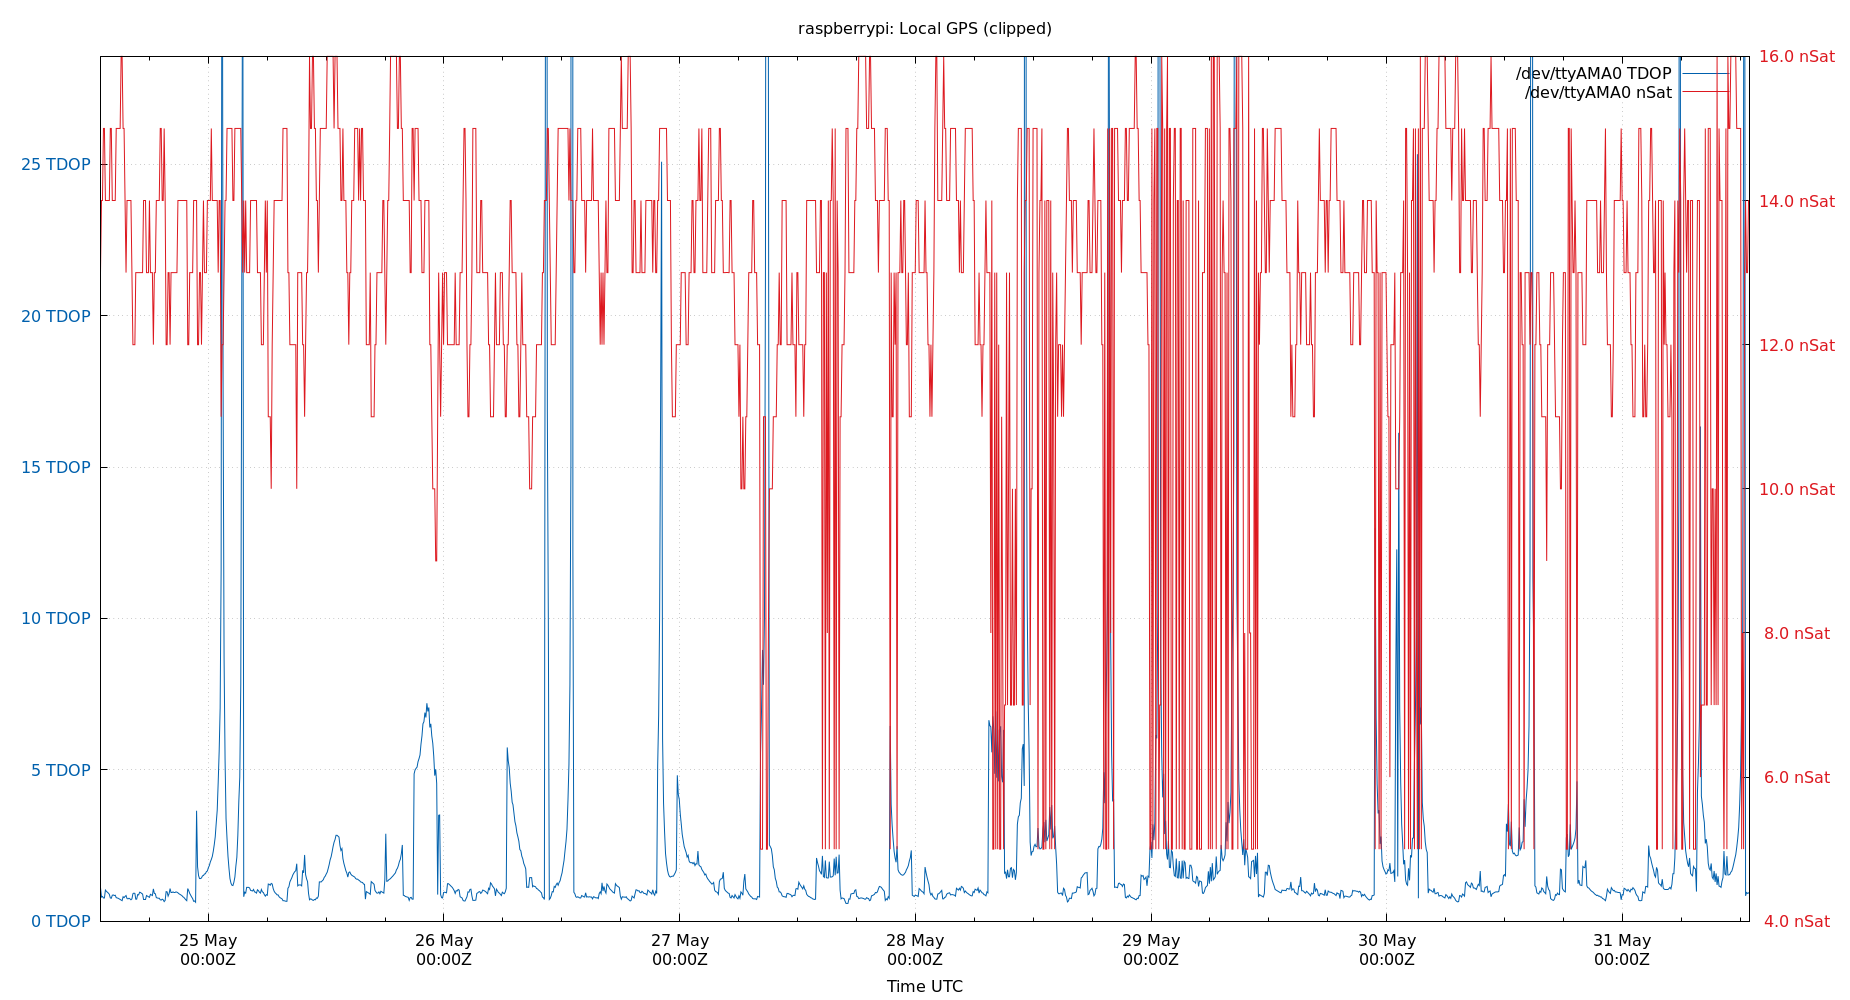 raspberrypi: Local GPS (clipped)
16.0 nSat
/dev/ttyAMA0 TDOP
/dev/ttyAMA0 nSat
25 TDOP
14.0 nSat
20 TDOP
12.0 nSat
15 TDOP
10.0 nSat
10 TDOP
8.0 nSat
5 TDOP
6.0 nSat
0 TDOP
4.0 nSat
25 May 26 May 27 May 28 May 29 May 30 May 31 May
00:00Z 00:00Z 00:00Z 00:00Z 00:00Z 00:00Z 00:00Z
Time UTC